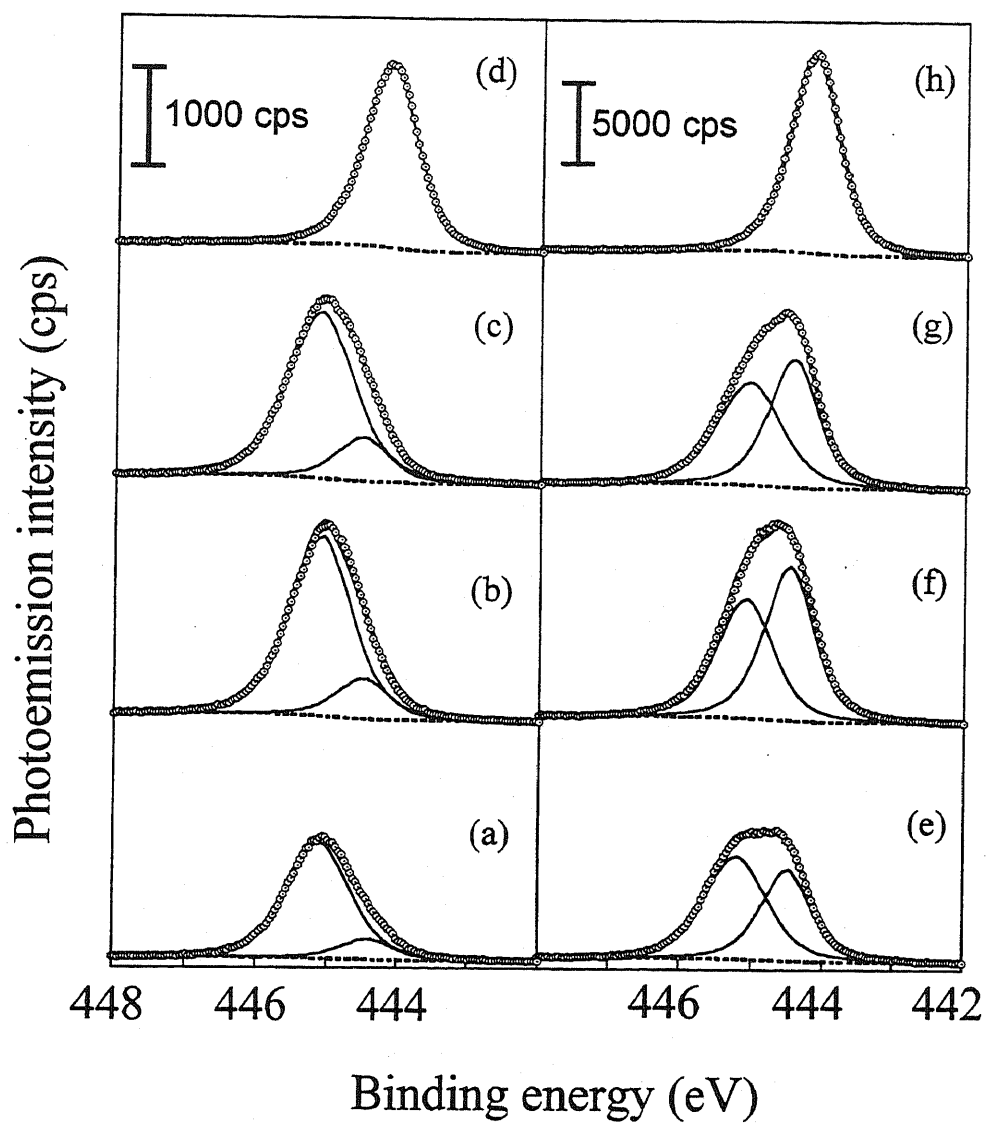 (d)
(h)
1000 cps
5000 cps
(c)
(g)
(b)
(f)
(a)
(e)
Photoemission intensity (cps)
448 446 444 446 444 442
Binding energy (eV)